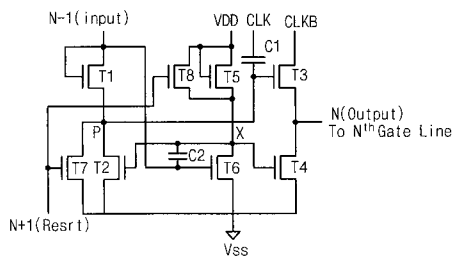 N-1(input)
VDD
CLK
CLKB
C1
T1
T8
T5
T3
N(Output)
To Nth Gate Line
P
X
C2
T7
T2
T6
T4
N+1(Resrt)
Vss